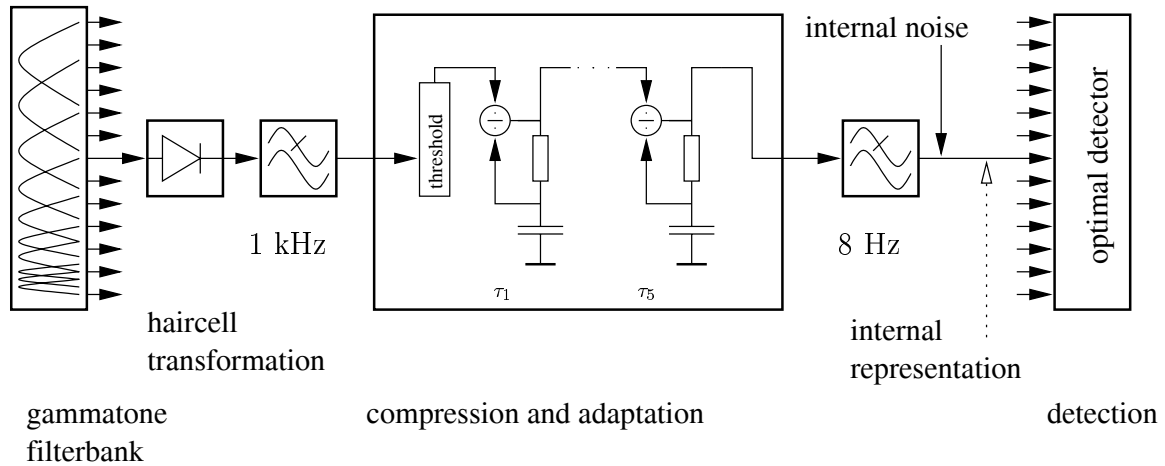 internal noise
threshold
optimal detector
1 kHz
8 Hz
τ1
τ5
haircell
transformation
internal
representation
gammatone
filterbank
compression and adaptation
detection